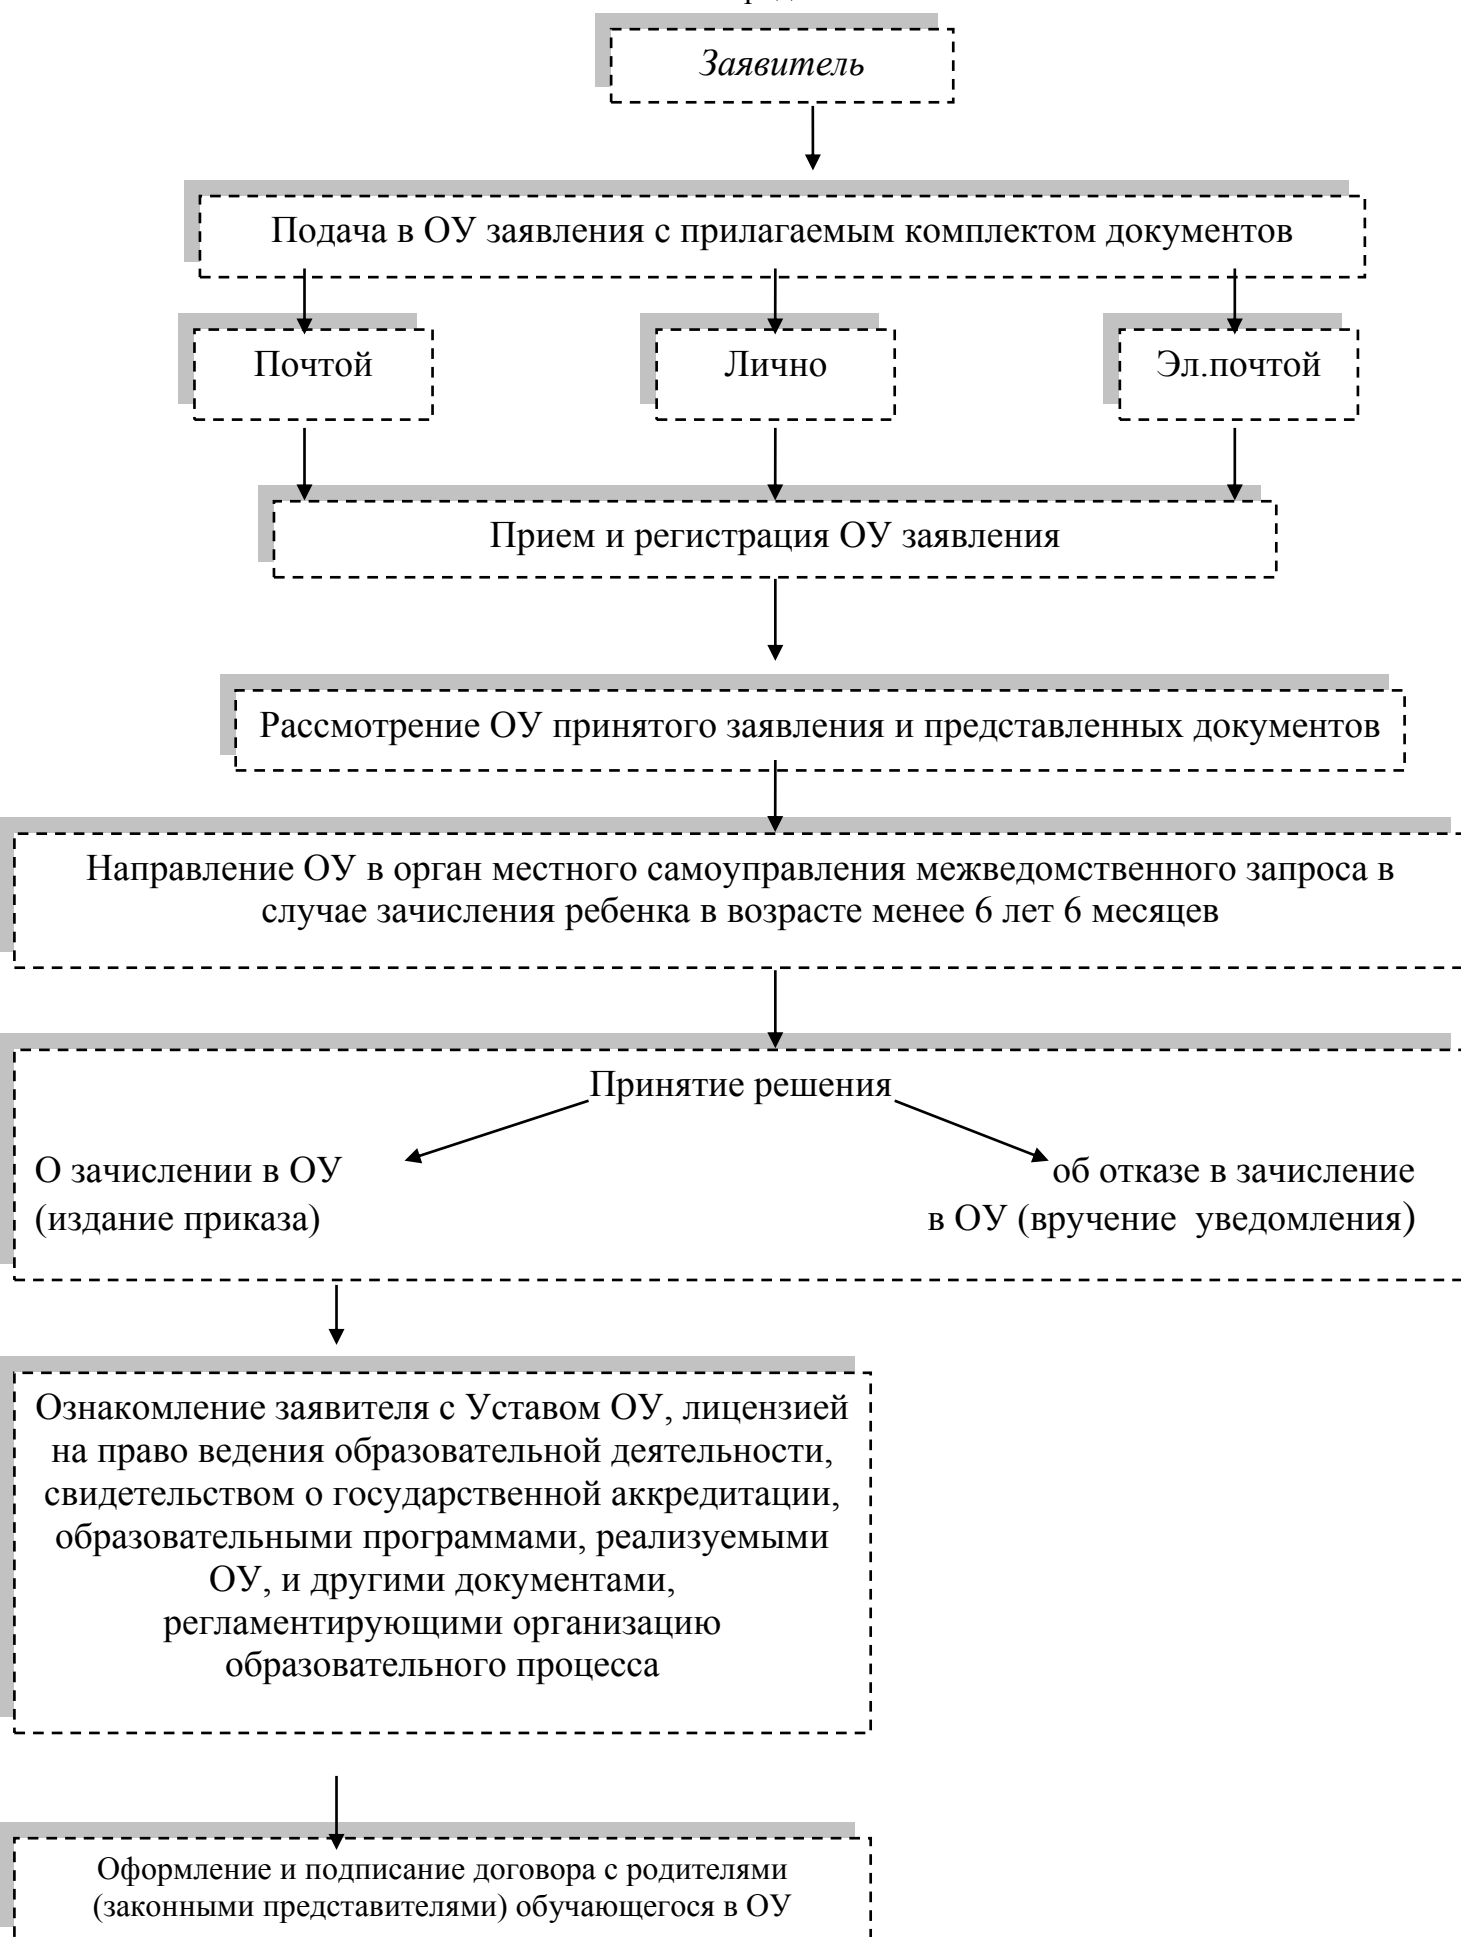 Заявитель
Подача в ОУ заявления с прилагаемым комплектом документов
Почтой
Лично
Эл.почтой
Прием и регистрация ОУ заявления
Рассмотрение ОУ принятого заявления и представленных документов
Направление ОУ в орган местного самоуправления межведомственного запроса в
случае зачисления ребенка в возрасте менее 6 лет 6 месяцев
Принятие решения
О зачислении в ОУ
(издание приказа)
об отказе в зачисление
в ОУ (вручение уведомления)
Ознакомление заявителя с Уставом ОУ, лицензией
на право ведения образовательной деятельности,
свидетельством о государственной аккредитации,
образовательными программами, реализуемыми
ОУ, и другими документами,
регламентирующими организацию
образовательного процесса
Оформление и подписание договора с родителями
(законными представителями) обучающегося в ОУ